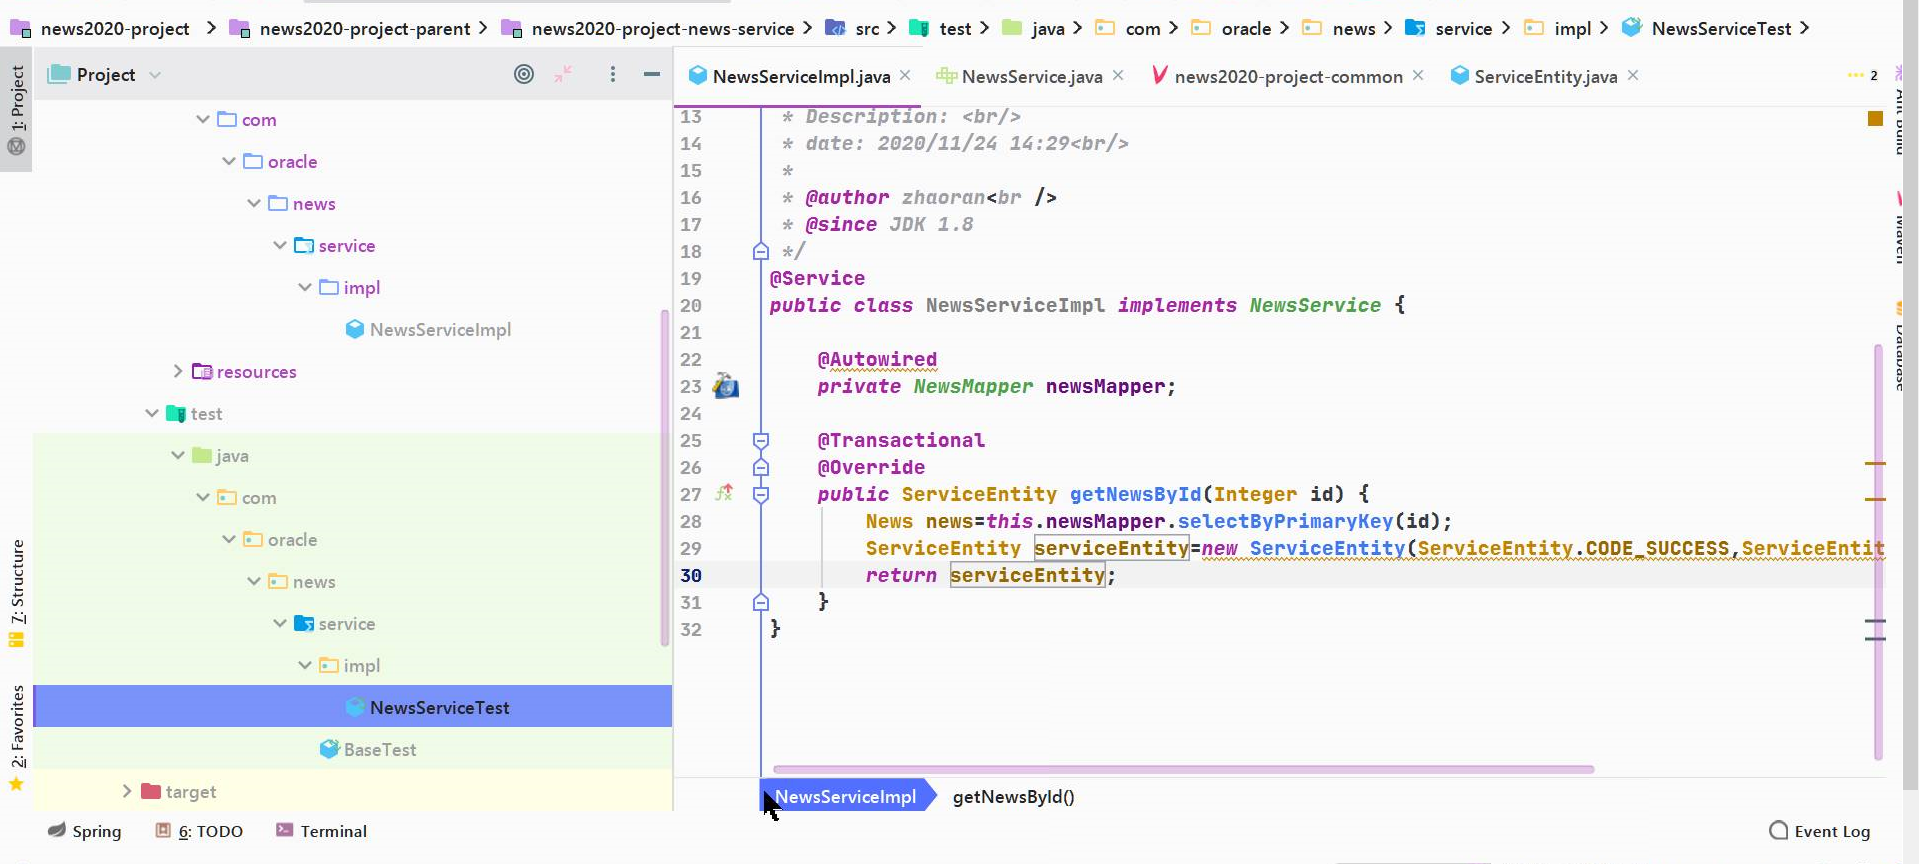 news2020-project news2020-project-parent news2020-project-news-service src test java com oracle news service impl NewsServiceTest
Project
NewsServiceImpl.java NewsService.java news2020-project-common ServiceEntity.java 2
1: Project
7: Structure
2: Favorites
com
oracle
news
service
impl
NewsServiceImpl
resources
test
java
com
oracle
news
service
impl
NewsServiceTest
BaseTest
target
13 * Description: <br/>
14 * date: 2020/11/24 14:29<br/>
15 *
16 * @author zhaoran<br />
17 * @since JDK 1.8
18 */
19 @Service
20 public class NewsServiceImpl implements NewsService {
21
22 @Autowired
23 private NewsMapper newsMapper;
24
25 @Transactional
26 @Override
27 public ServiceEntity getNewsById(Integer id) {
28 News news=this.newsMapper.selectByPrimaryKey(id);
29 ServiceEntity serviceEntity=new ServiceEntity(ServiceEntity.CODE_SUCCESS,ServiceEntit
30 return serviceEntity;
31 }
32 }
NewsServiceImpl getNewsById()
Ant Build
Maven
Database
Spring 6: TODO Terminal Event Log